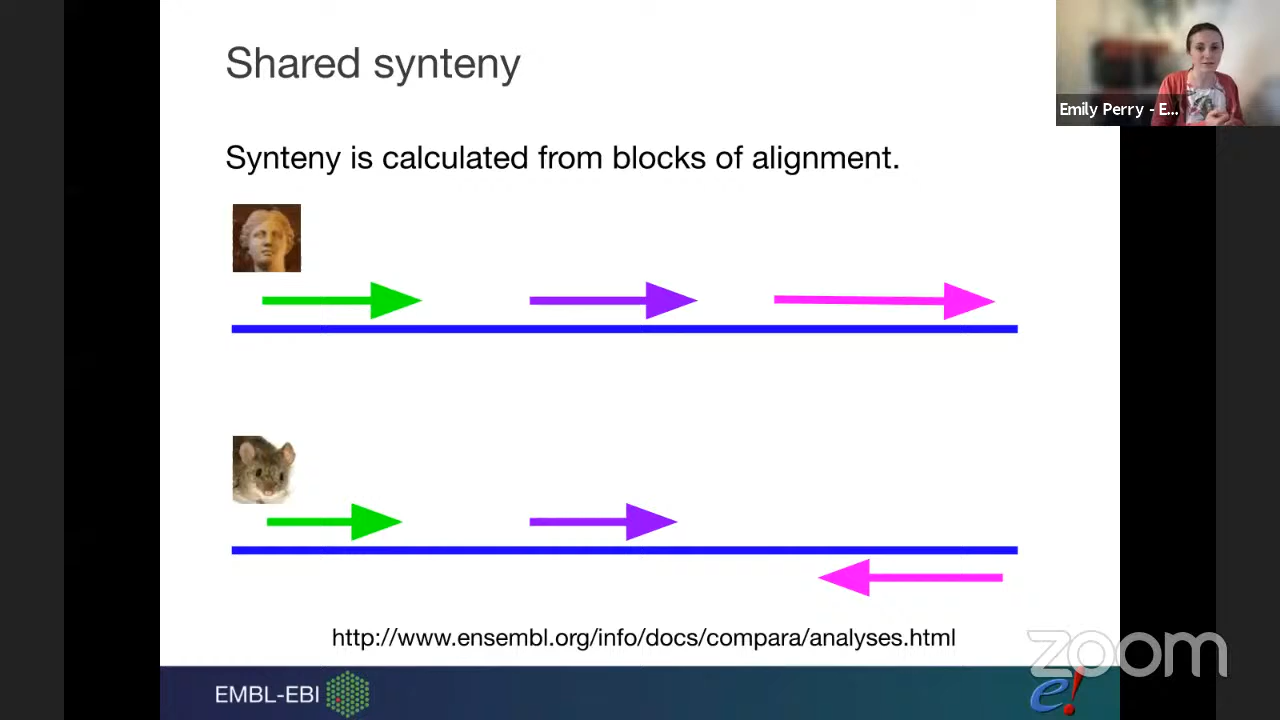 Shared synteny
Emily Perry - E...
Synteny is calculated from blocks of alignment.
http://www.ensembl.org/info/docs/compara/analyses.html
zoom
EMBL-EBI
e!